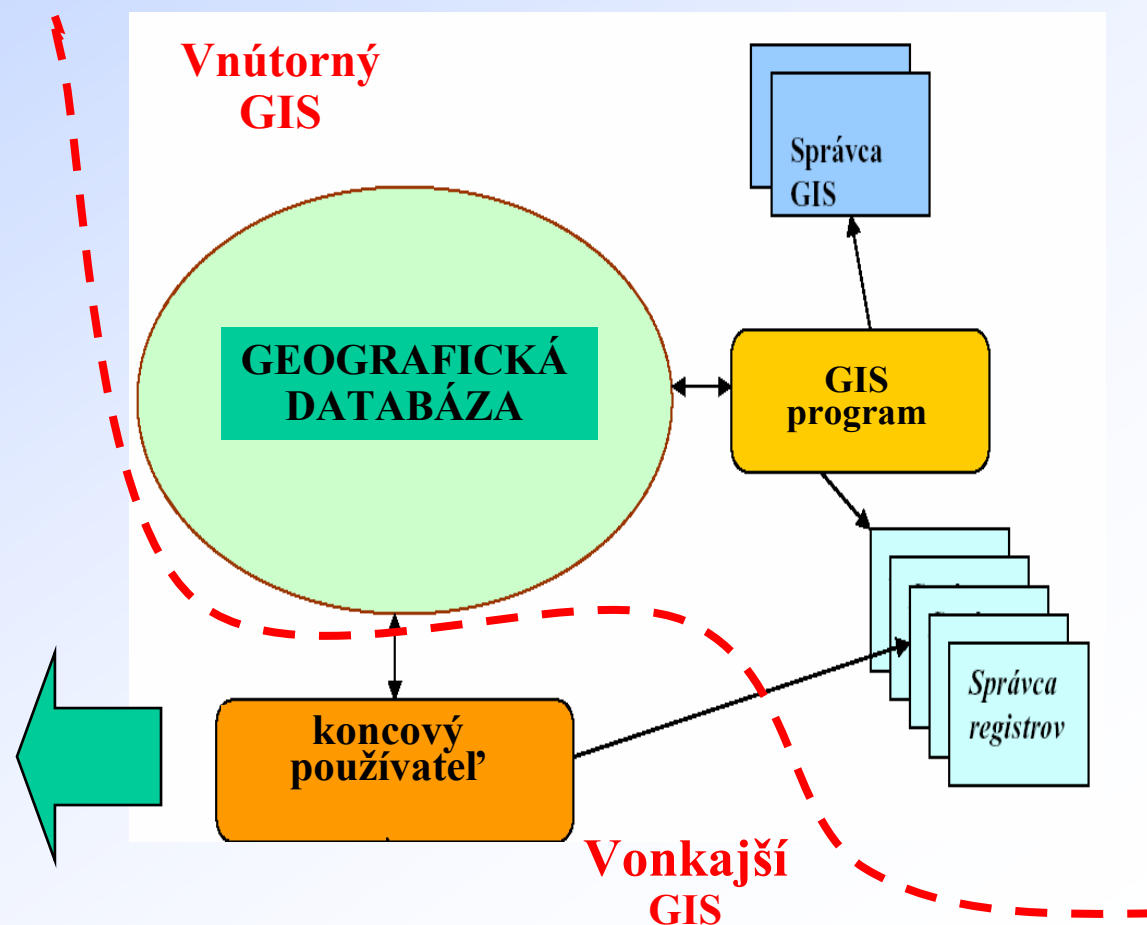 Vnútorný
GIS
Správca
GIS
GEOGRAFICKÁ
DATABÁZA
GIS
program
Správca
registrov
koncový
používateľ
Vonkajší
GIS